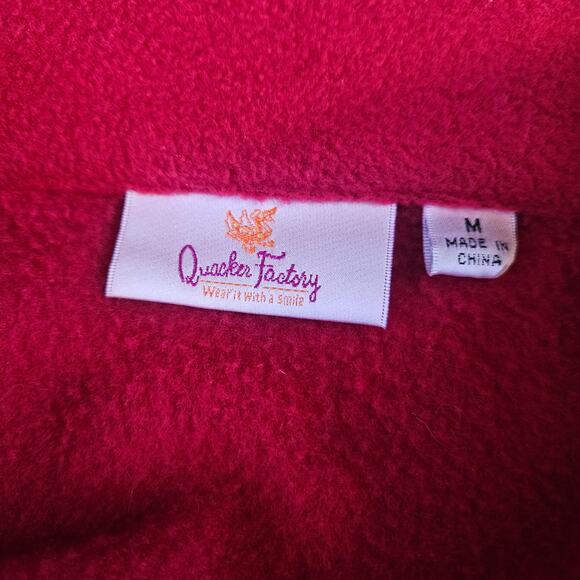 Quacker Factory
Wear it with a smile
M
MADE IN
CHINA